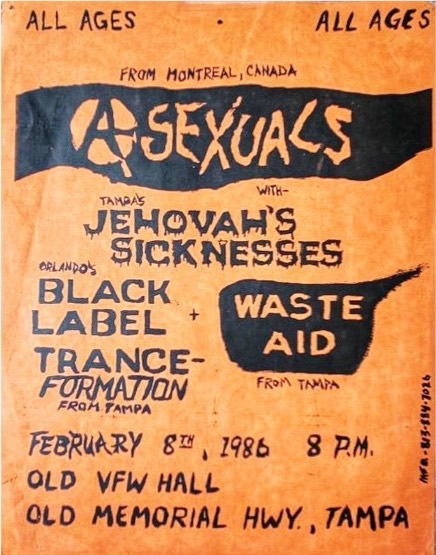 ALL AGES
ALL AGES
FROM MONTREAL, CANADA
ASEXUALS
WITH-
TAMPA'S
JEHOVAH'S
SICKNESSES
ORLANDO'S
BLACK
LABEL
+
WASTE
AID
FROM TAMPA
TRANCE-
FORMATION
FROM TAMPA
FEBRUARY 8TH, 1986 8 P.M.
OLD VFW HALL
OLD MEMORIAL HWY., TAMPA